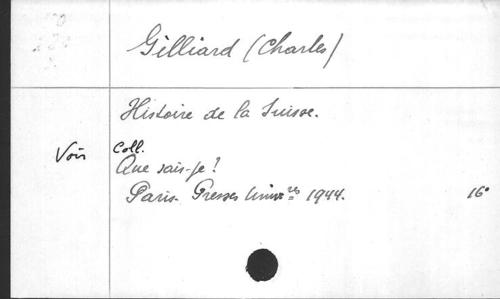 Gilliard (Charles)
Histoire de la Suisse.
Voir Coll.
Que sais-je?
Paris. Presses Univ.res 1944. 16°